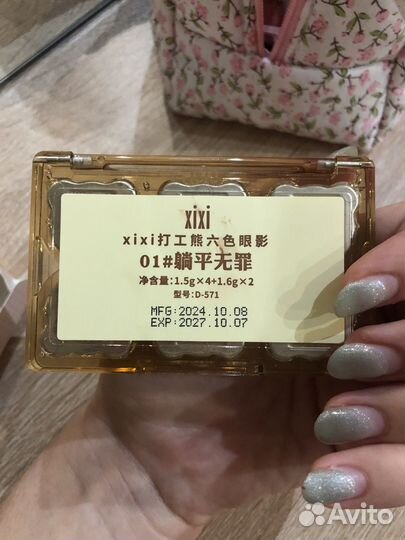 xixi
xixi打工熊六色眼影
01#躺平无罪
净含量:1.5g×4+1.6g×2
型号:D-571
MFG:2024.10.08
EXP:2027.10.07
Avito